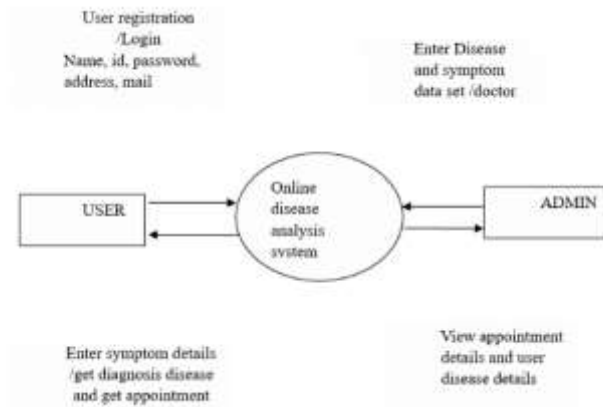 User registration
/Login
Name, id, password,
address, mail
Enter Disease
and symptom
data set /doctor
USER
Online
disease
analysis
system
ADMIN
Enter symptom details
/get diagnosis disease
and get appointment
View appointment
details and user
disease details